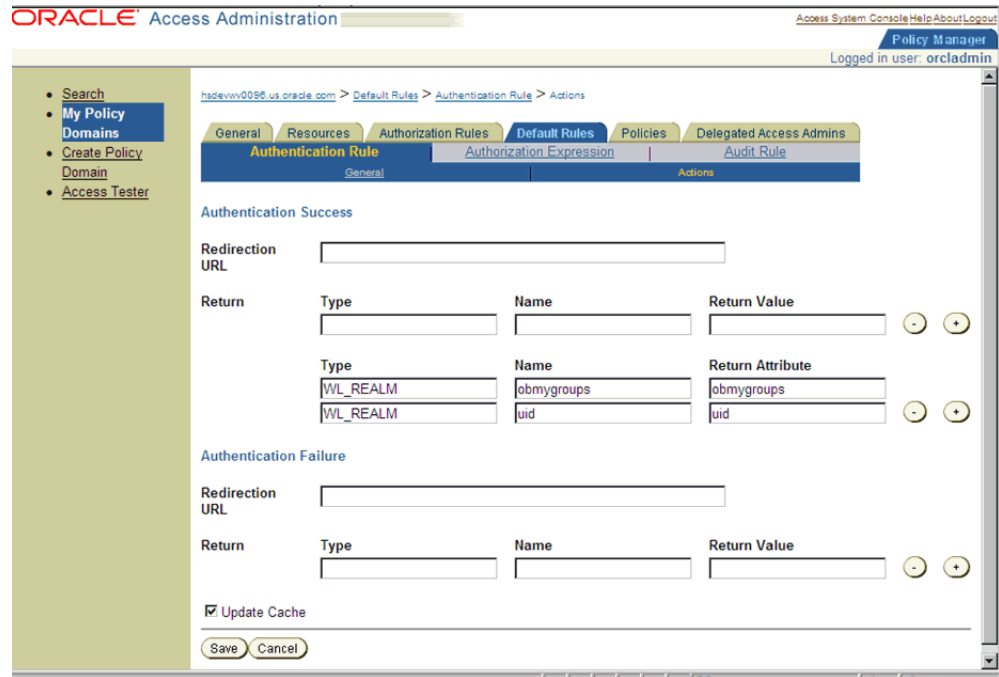 ORACLE Access Administration
Access System Console Help About Logout
Policy Manager
Logged in user: orcladmin
Search
My Policy Domains
Create Policy Domain
Access Tester
hsdevwv0096.us.oracle.com > Default Rules > Authentication Rule > Actions
General Resources Authorization Rules Default Rules Policies Delegated Access Admins
Authentication Rule | Authorization Expression | Audit Rule
General Actions
Authentication Success
Redirection URL
Return Type Name Return Value
- +
Type Name Return Attribute
WL_REALM obmygroups obmygroups
WL_REALM uid uid - +
Authentication Failure
Redirection URL
Return Type Name Return Value
- +
Update Cache
Save Cancel